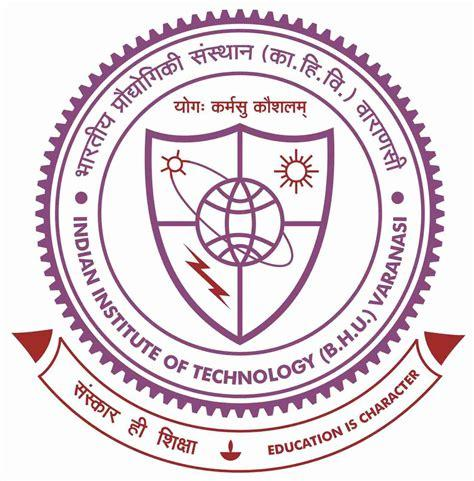 भारतीय प्रौद्योगिकी संस्थान (का.हि.वि.) वाराणसी
योगः कर्मसु कौशलम्
INDIAN INSTITUTE OF TECHNOLOGY (B.H.U.) VARANASI
संस्कार ही शिक्षा
EDUCATION IS CHARACTER